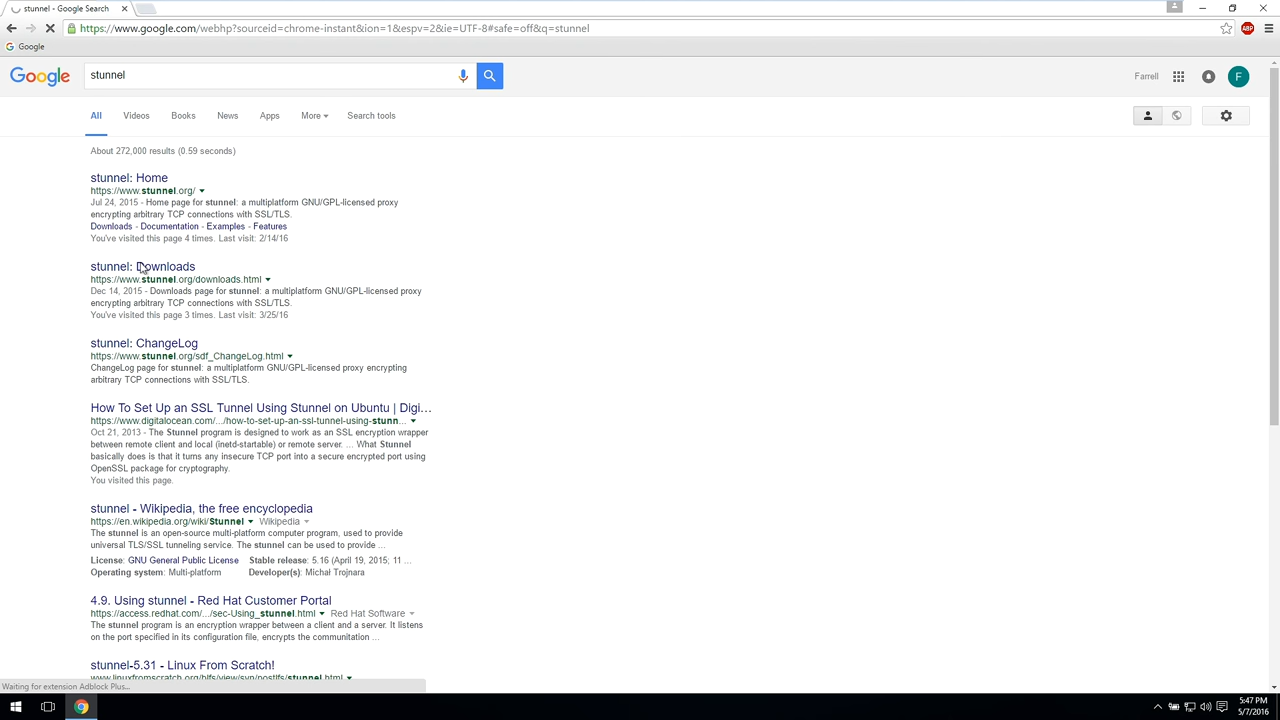 stunnel - Google Search
https://www.google.com/webhp?sourceid=chrome-instant&ion=1&espv=2&ie=UTF-8#safe=off&q=stunnel
ABP
Google
Google stunnel Farrell F
All Videos Books News Apps More Search tools
About 272,000 results (0.59 seconds)
stunnel: Home
https://www.stunnel.org/
Jul 24, 2015 - Home page for stunnel: a multiplatform GNU/GPL-licensed proxy
encrypting arbitrary TCP connections with SSL/TLS.
Downloads - Documentation - Examples - Features
You've visited this page 4 times. Last visit: 2/14/16
stunnel: Downloads
https://www.stunnel.org/downloads.html
Dec 14, 2015 - Downloads page for stunnel: a multiplatform GNU/GPL-licensed proxy
encrypting arbitrary TCP connections with SSL/TLS.
You've visited this page 3 times. Last visit: 3/25/16
stunnel: ChangeLog
https://www.stunnel.org/sdf_ChangeLog.html
ChangeLog page for stunnel: a multiplatform GNU/GPL-licensed proxy encrypting
arbitrary TCP connections with SSL/TLS.
How To Set Up an SSL Tunnel Using Stunnel on Ubuntu | Digi...
https://www.digitalocean.com/.../how-to-set-up-an-ssl-tunnel-using-stunn...
Oct 21, 2013 - The Stunnel program is designed to work as an SSL encryption wrapper
between remote client and local (inetd-startable) or remote server. ... What Stunnel
basically does is that it turns any insecure TCP port into a secure encrypted port using
OpenSSL package for cryptography.
You visited this page.
stunnel - Wikipedia, the free encyclopedia
https://en.wikipedia.org/wiki/Stunnel Wikipedia
The stunnel is an open-source multi-platform computer program, used to provide
universal TLS/SSL tunneling service. The stunnel can be used to provide ...
License: GNU General Public License Stable release: 5.16 (April 19, 2015; 11 ...
Operating system: Multi-platform Developer(s): Michał Trojnara
4.9. Using stunnel - Red Hat Customer Portal
https://access.redhat.com/.../sec-Using_stunnel.html Red Hat Software
The stunnel program is an encryption wrapper between a client and a server. It listens
on the port specified in its configuration file, encrypts the communitation ...
stunnel-5.31 - Linux From Scratch!
www.linuxfromscratch.org/blfs/view/svn/postlfs/stunnel.html
Waiting for extension Adblock Plus...
5:47 PM
5/7/2016